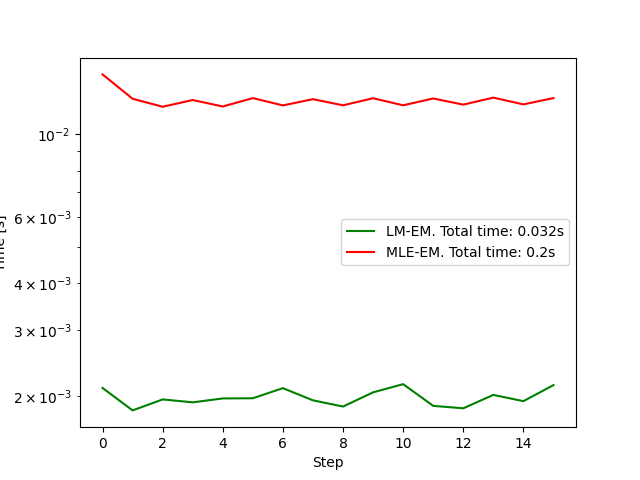 10⁻²
6 × 10⁻³
4 × 10⁻³
3 × 10⁻³
2 × 10⁻³
LM-EM. Total time: 0.032s
MLE-EM. Total time: 0.2s
0 2 4 6 8 10 12 14
Step